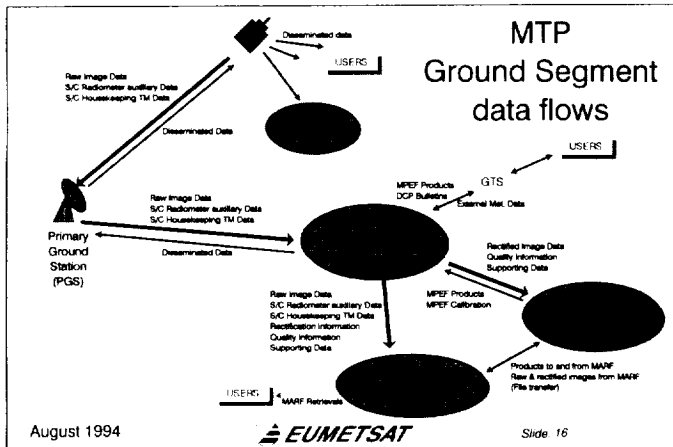 MTP
Ground Segment
data flows
Disseminated data
USERS
Raw Image Data
S/C Radiometer auxiliary Data
S/C Housekeeping TM Data
Disseminated Data
USERS
GTS
MPEF Products
DCP Bulletins
External Met. Data
Raw Image Data
S/C Radiometer auxiliary Data
S/C Housekeeping TM Data
Disseminated Data
Primary
Ground
Station
(PGS)
Rectified Image Data
Quality Information
Supporting Data
MPEF Products
MPEF Calibration
Raw Image Data
S/C Radiometer auxiliary Data
S/C Housekeeping TM Data
Rectification Information
Quality Information
Supporting Data
Products to and from MARF
Raw & rectified images from MARF
(File transfer)
USERS
MARF Retrievals
August 1994
EUMETSAT
Slide 16